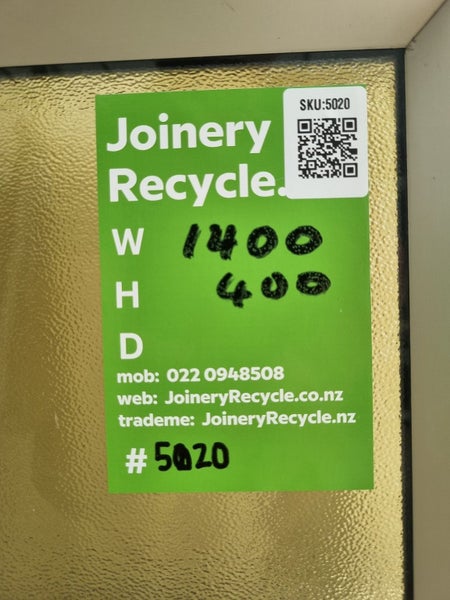 SKU:5020
Joinery
Recycle.
W 1400
H 400
D
mob: 022 0948508
web: JoineryRecycle.co.nz
trademe: JoineryRecycle.nz
# 5020